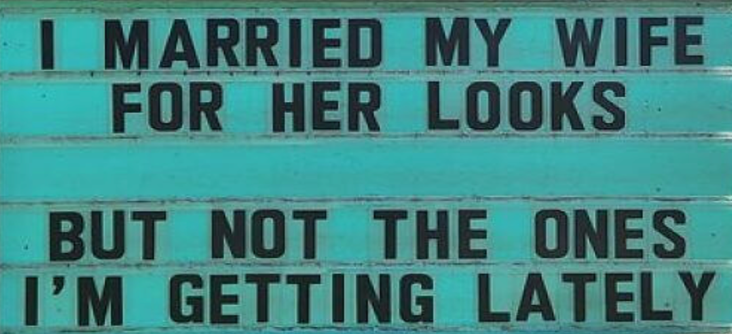 I MARRIED MY WIFE
FOR HER LOOKS
BUT NOT THE ONES
I'M GETTING LATELY